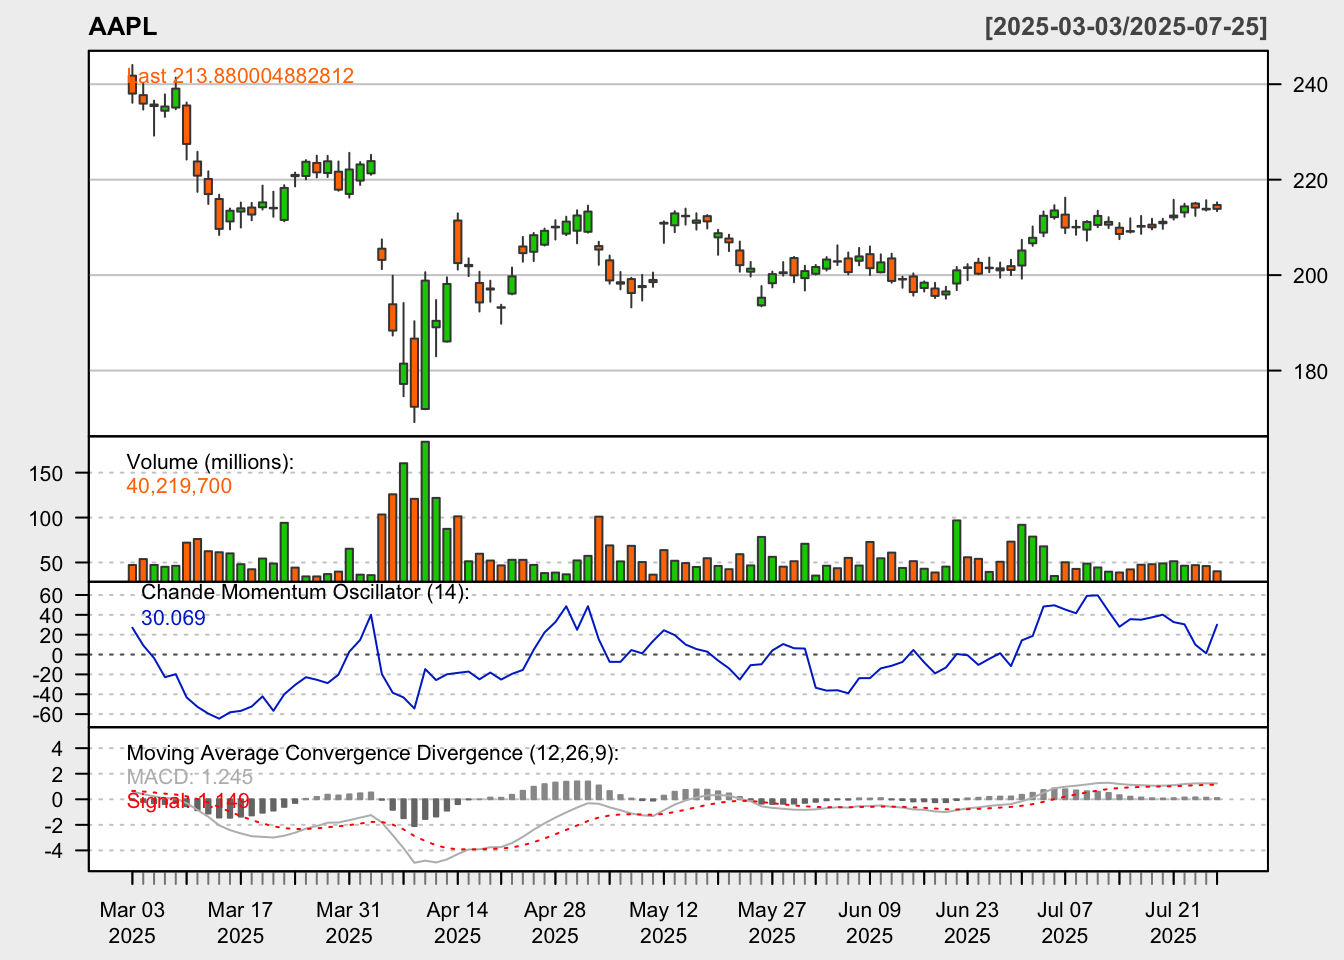 AAPL [2025-03-03/2025-07-25]
Last 213.880004882812
240
220
200
180
Volume (millions):
40,219,700
150
100
50
Chande Momentum Oscillator (14):
30.069
60
40
20
0
-20
-40
-60
Moving Average Convergence Divergence (12,26,9):
MACD: 1.245
Signal: 1.149
4
2
0
-2
-4
Mar 03 Mar 17 Mar 31 Apr 14 Apr 28 May 12 May 27 Jun 09 Jun 23 Jul 07 Jul 21
2025 2025 2025 2025 2025 2025 2025 2025 2025 2025 2025